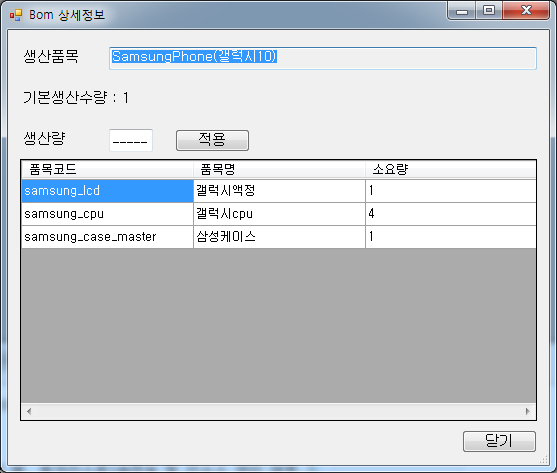 Bom 상세정보
생산품목 SamsungPhone(갤럭시10)
기본생산수량 : 1
생산량 _____ 적용
품목코드 품목명 소요량
samsung_lcd 갤럭시액정 1
samsung_cpu 갤럭시cpu 4
samsung_case_master 삼성케이스 1
닫기